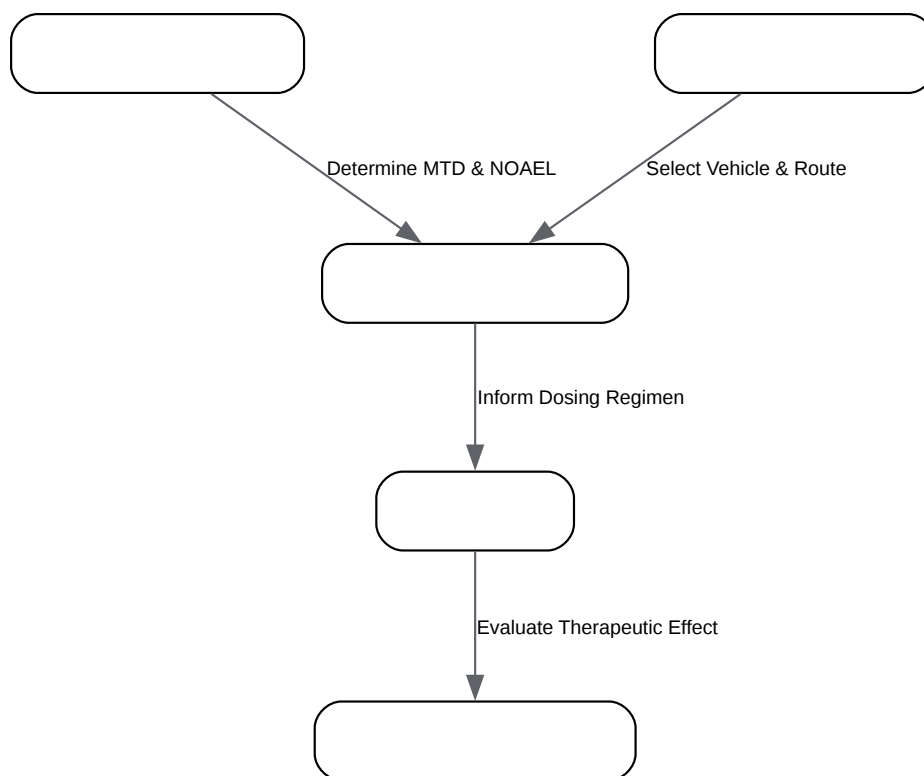 Determine MTD & NOAEL
Select Vehicle & Route
Inform Dosing Regimen
Evaluate Therapeutic Effect